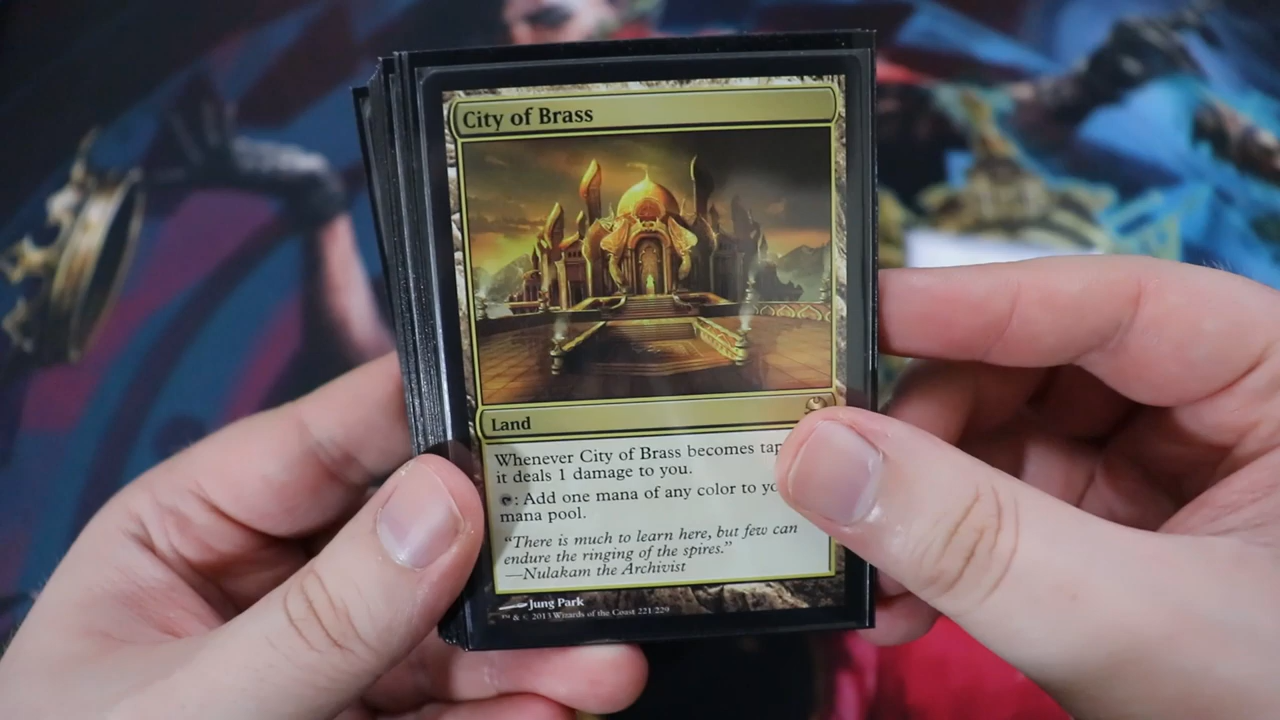 City of Brass
Land
Whenever City of Brass becomes
it deals 1 damage to you.
: Add one mana of any color to
mana pool.
“There is much to learn here, but few can
endure the ringing of the spires.”
—Nulakam the Archivist
Jung Park
™ & © 2013 Wizards of the Coast 221/229